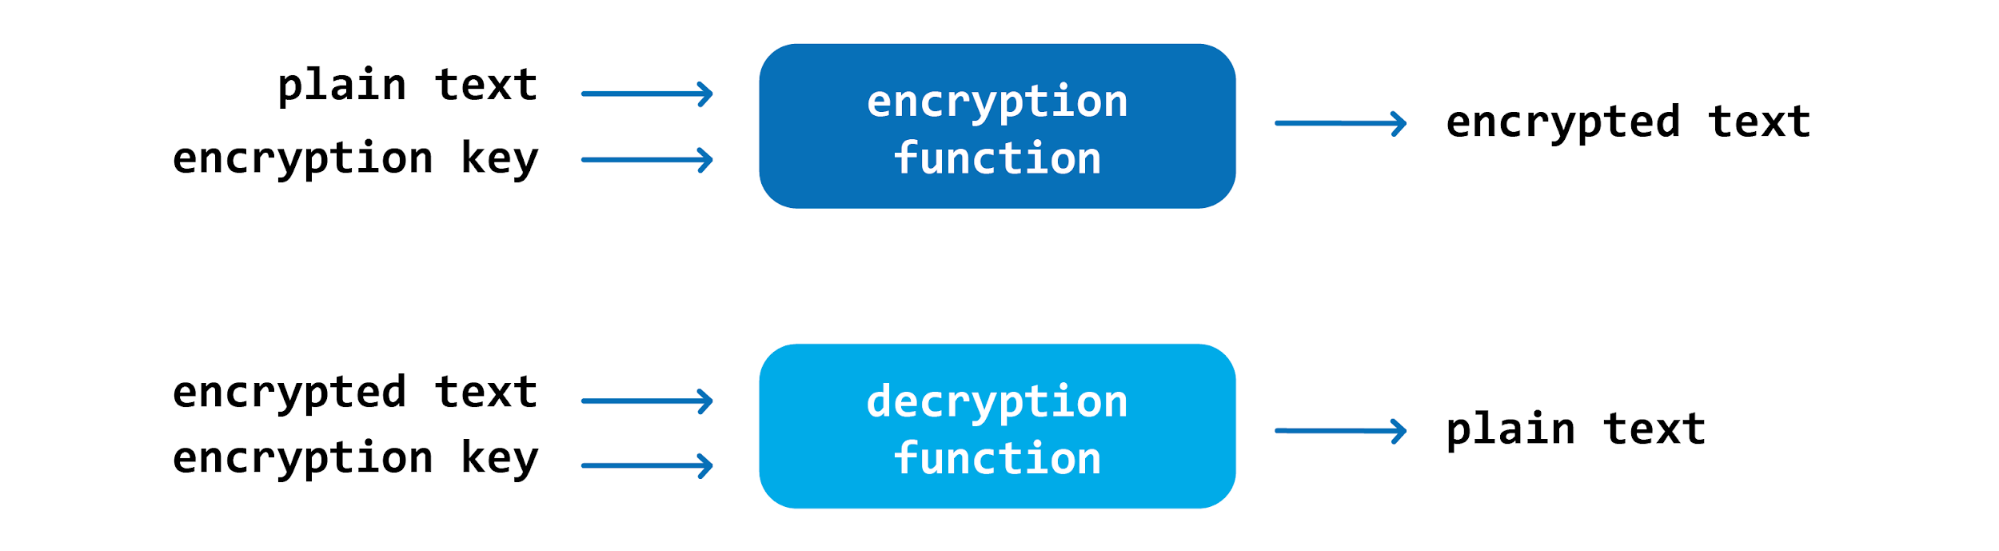 plain text
encryption key
encryption
function
encrypted text
encrypted text
encryption key
decryption
function
plain text